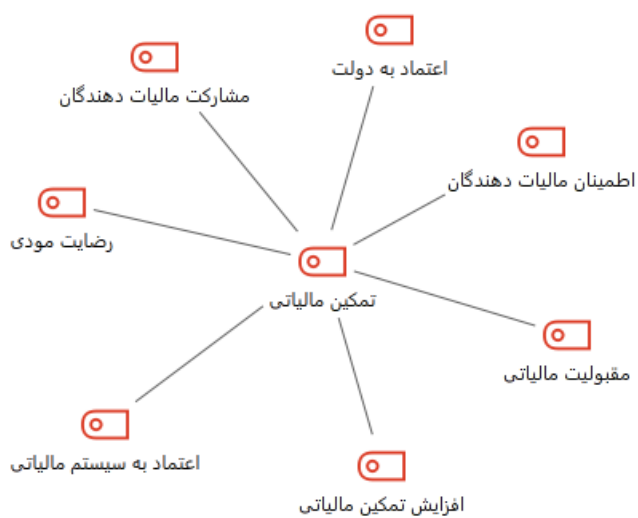 اعتماد به دولت
مشارکت مالیات دهندگان
اطمینان مالیات دهندگان
رضایت مودی
تمکین مالیاتی
مقبولیت مالیاتی
اعتماد به سیستم مالیاتی
افزایش تمکین مالیاتی